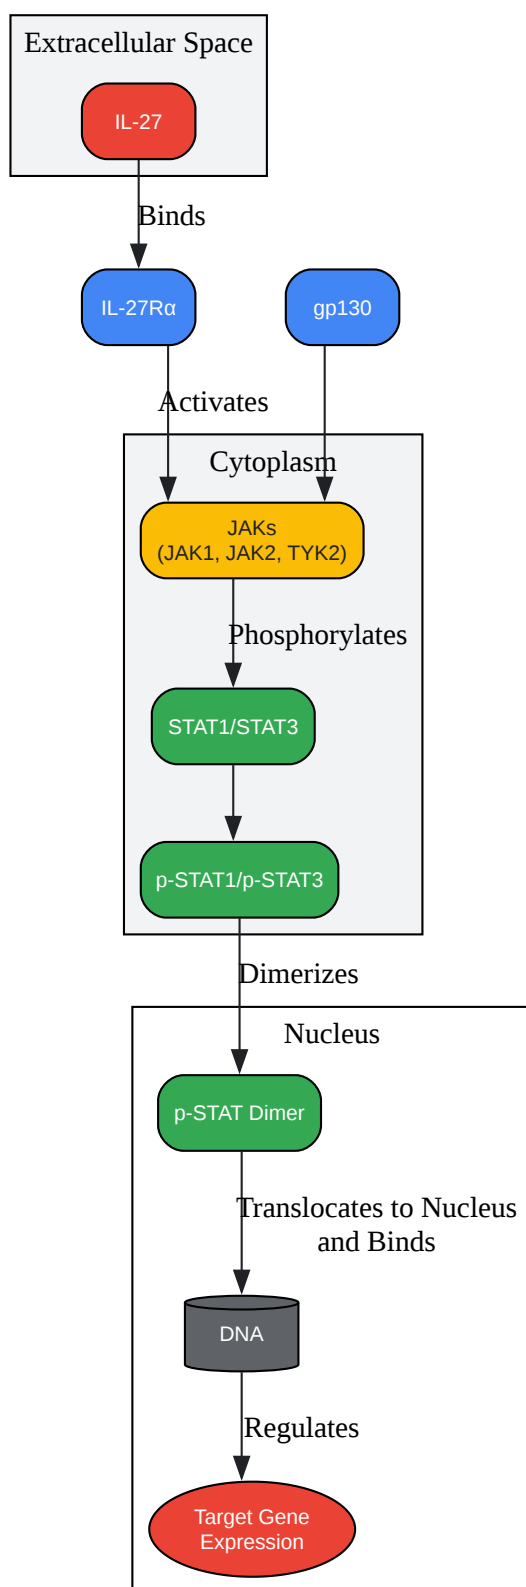 Extracellular Space
IL-27
Binds
IL-27Rα
gp130
Activates
Cytoplasm
JAKs
(JAK1, JAK2, TYK2)
Phosphorylates
STAT1/STAT3
p-STAT1/p-STAT3
Dimerizes
Nucleus
p-STAT Dimer
Translocates to Nucleus
and Binds
DNA
Regulates
Target Gene
Expression